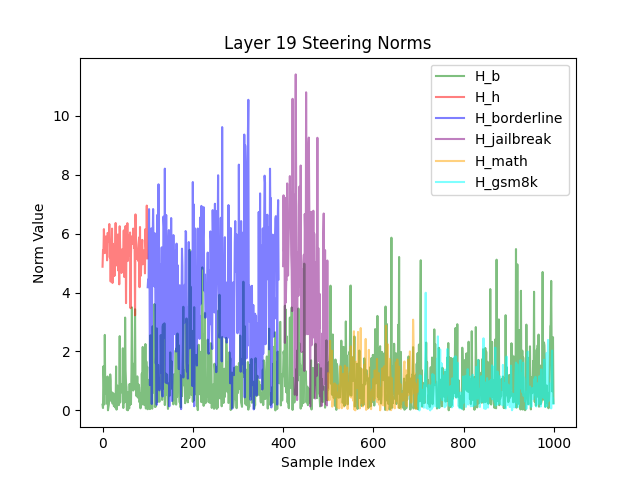 Layer 19 Steering Norms
H_b
H_h
H_borderline
H_jailbreak
H_math
H_gsm8k
10
8
6
4
2
0
Norm Value
0 200 400 600 800 1000
Sample Index